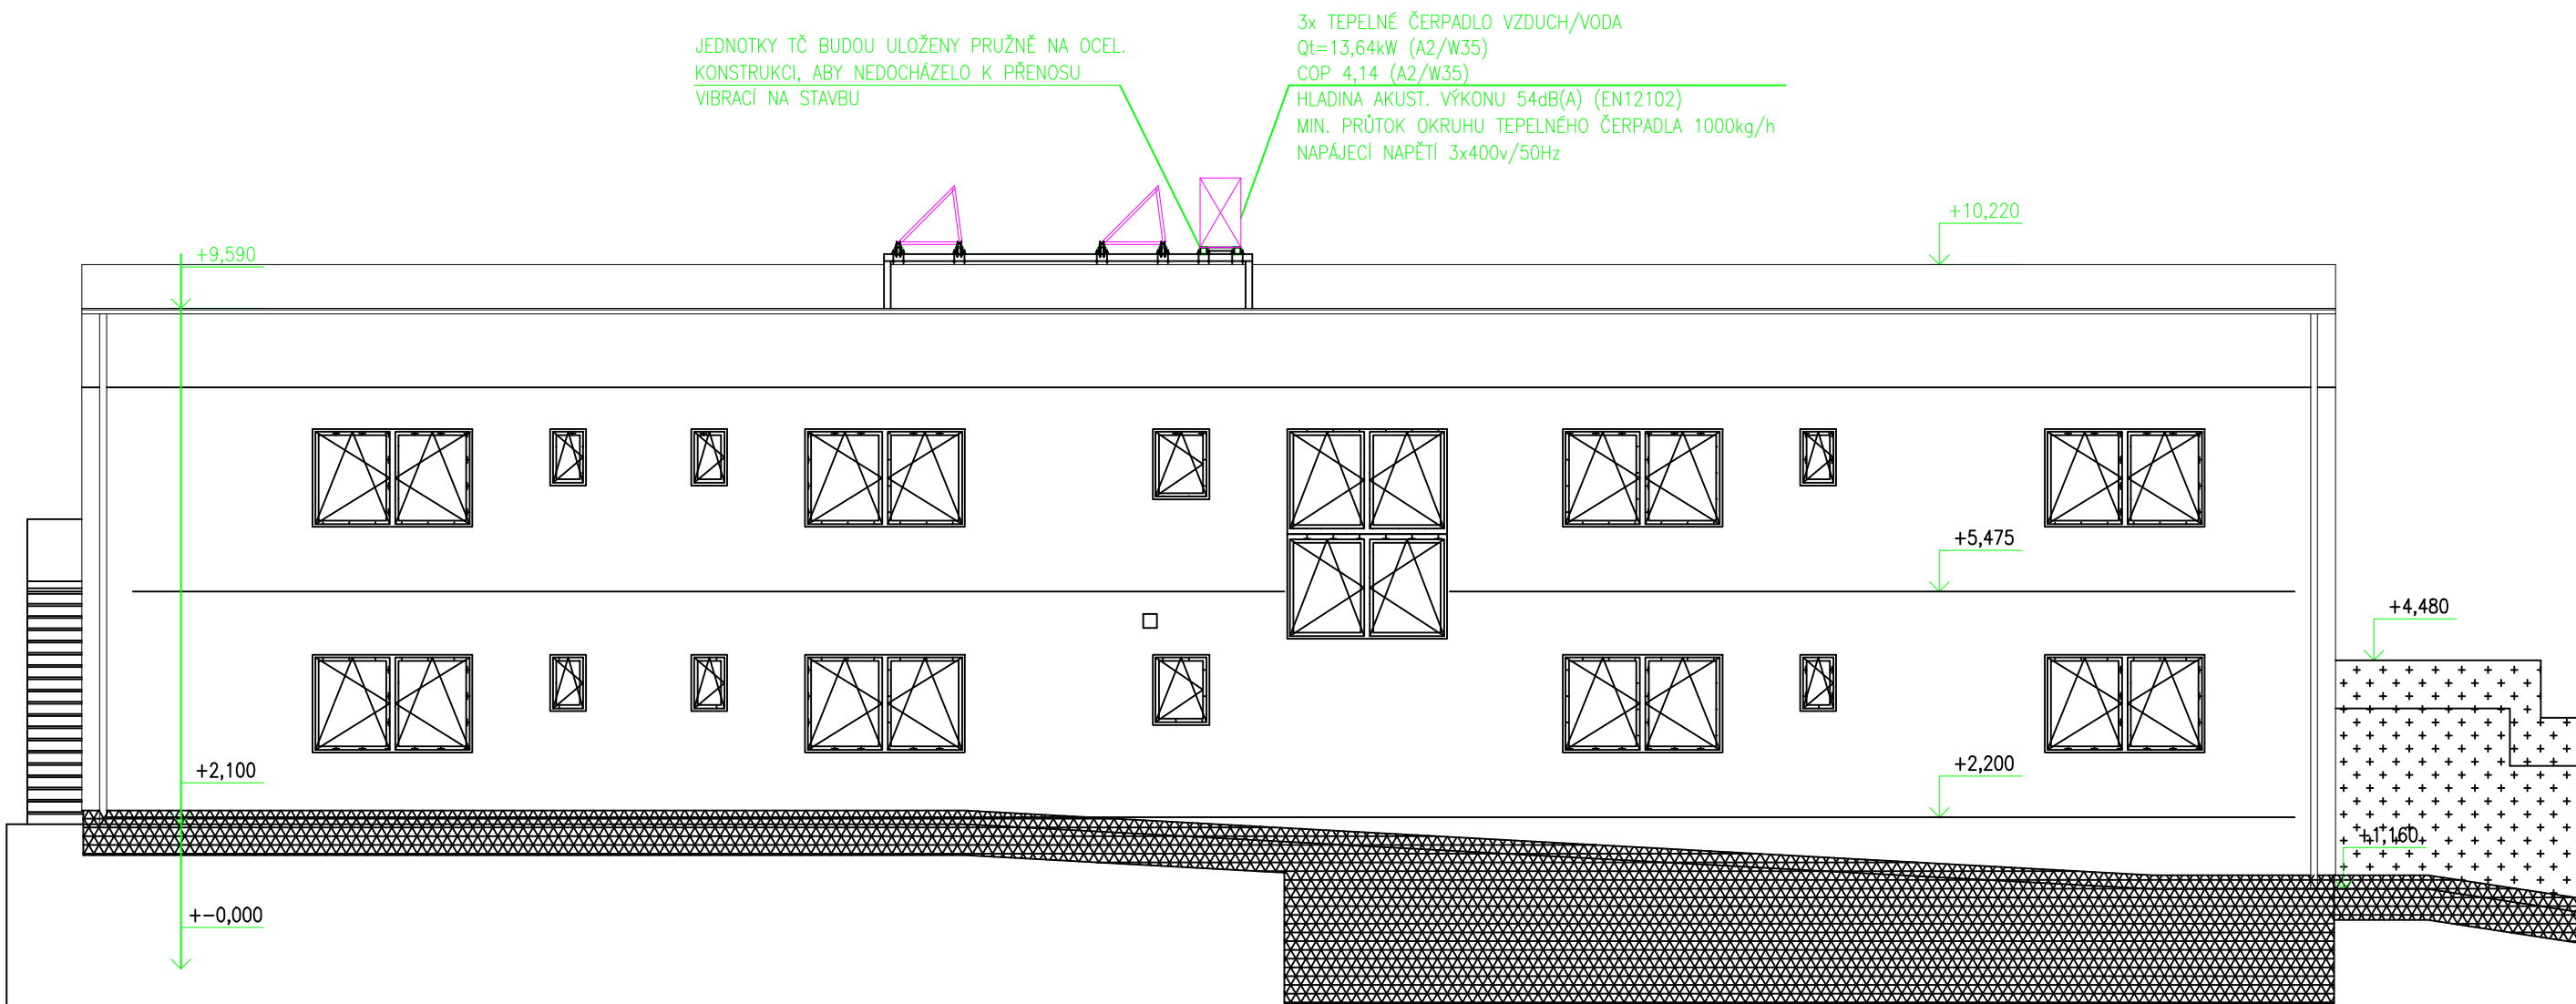 3x TEPELNÉ ČERPADLO VZDUCH/VODA
Qt=13,64kW (A2/W35)
COP 4,14 (A2/W35)
HLADINA AKUST. VÝKONU 54dB(A) (EN12102)
MIN. PRŮTOK OKRUHU TEPELNÉHO ČERPADLA 1000kg/h
NAPÁJECÍ NAPĚTÍ 3x400v/50Hz
JEDNOTKY TČ BUDOU ULOŽENY PRUŽNĚ NA OCEL.
KONSTRUKCI, ABY NEDOCHÁZELO K PŘENOSU
VIBRACÍ NA STAVBU
+10,220
+9,590
+5,475
+4,480
+2,100
+2,200
+1,160
+-0,000